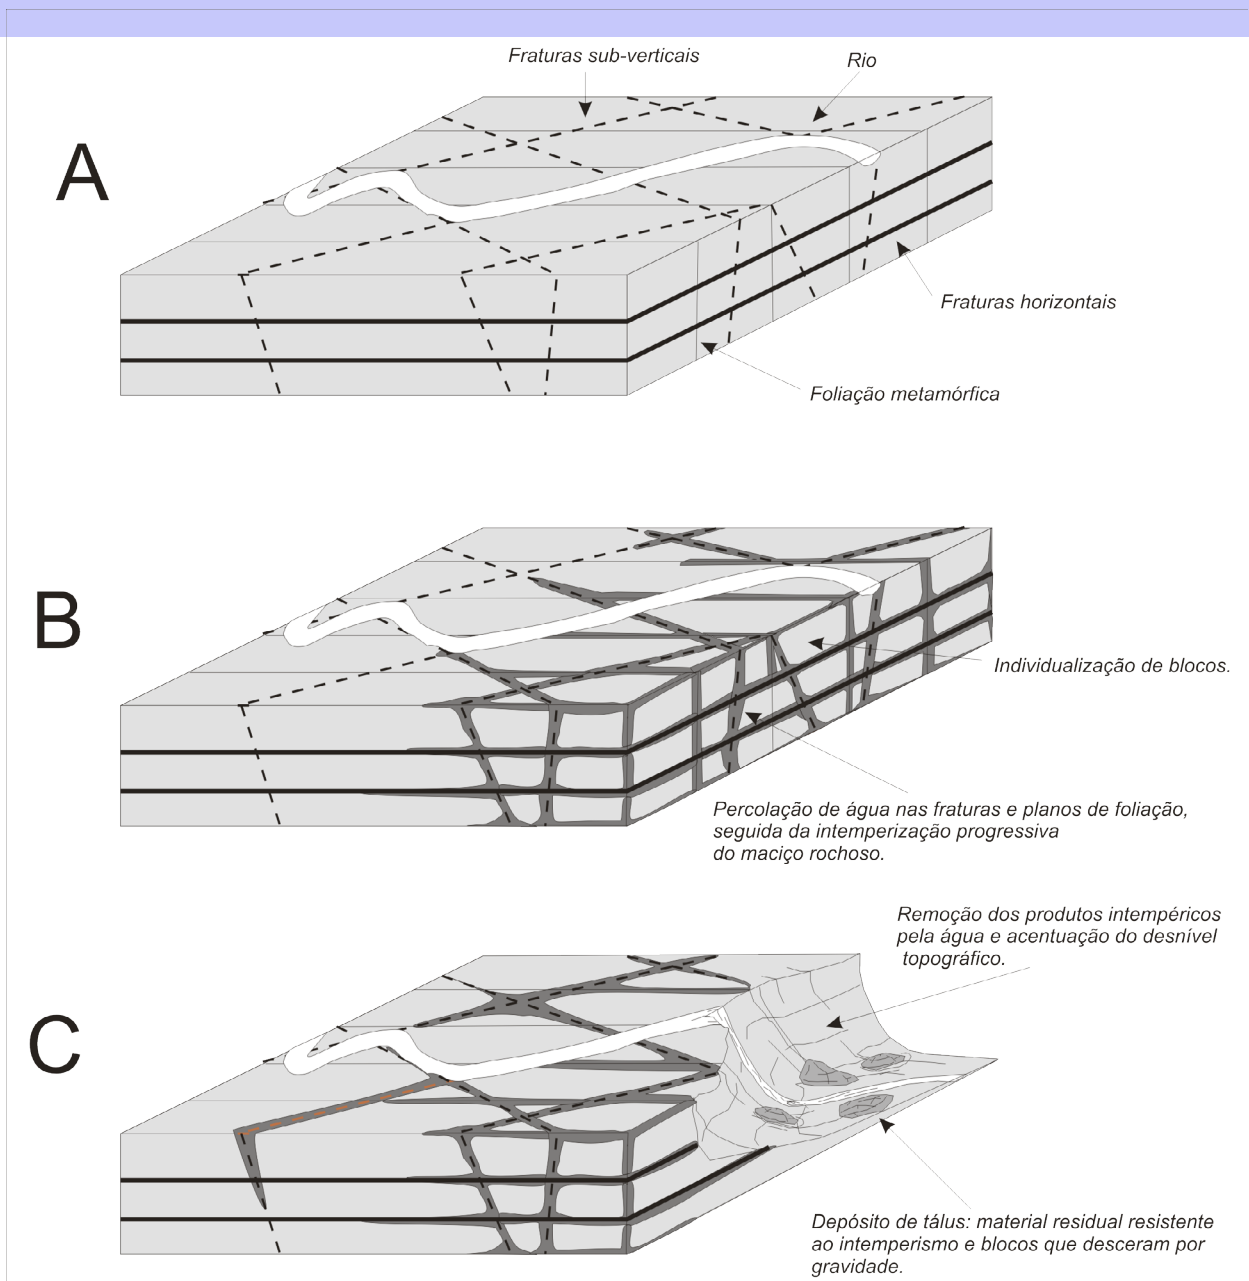 Fraturas sub-verticais
Rio
A
Fraturas horizontais
Foliação metamórfica
B
Individualização de blocos.
Percolação de água nas fraturas e planos de foliação,
seguida da intemperização progressiva
do maciço rochoso.
Remoção dos produtos intempéricos
pela água e acentuação do desnível
topográfico.
C
Depósito de tálus: material residual resistente
ao intemperismo e blocos que desceram por
gravidade.